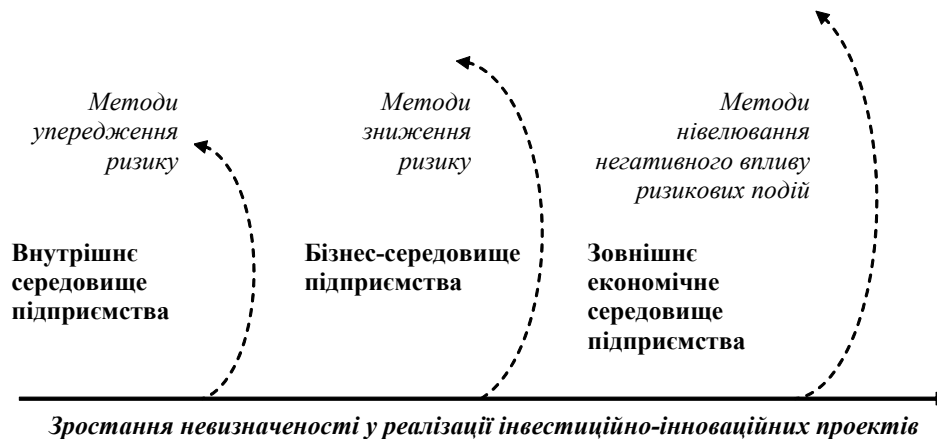 Методи
упередження
ризику
Методи
зниження
ризику
Методи
нівелювання
негативного впливу
ризикових подій
Внутрішнє
середовище
підприємства
Бізнес-середовище
підприємства
Зовнішнє
економічне
середовище
підприємства
Зростання невизначеності у реалізації інвестиційно-інноваційних проектів